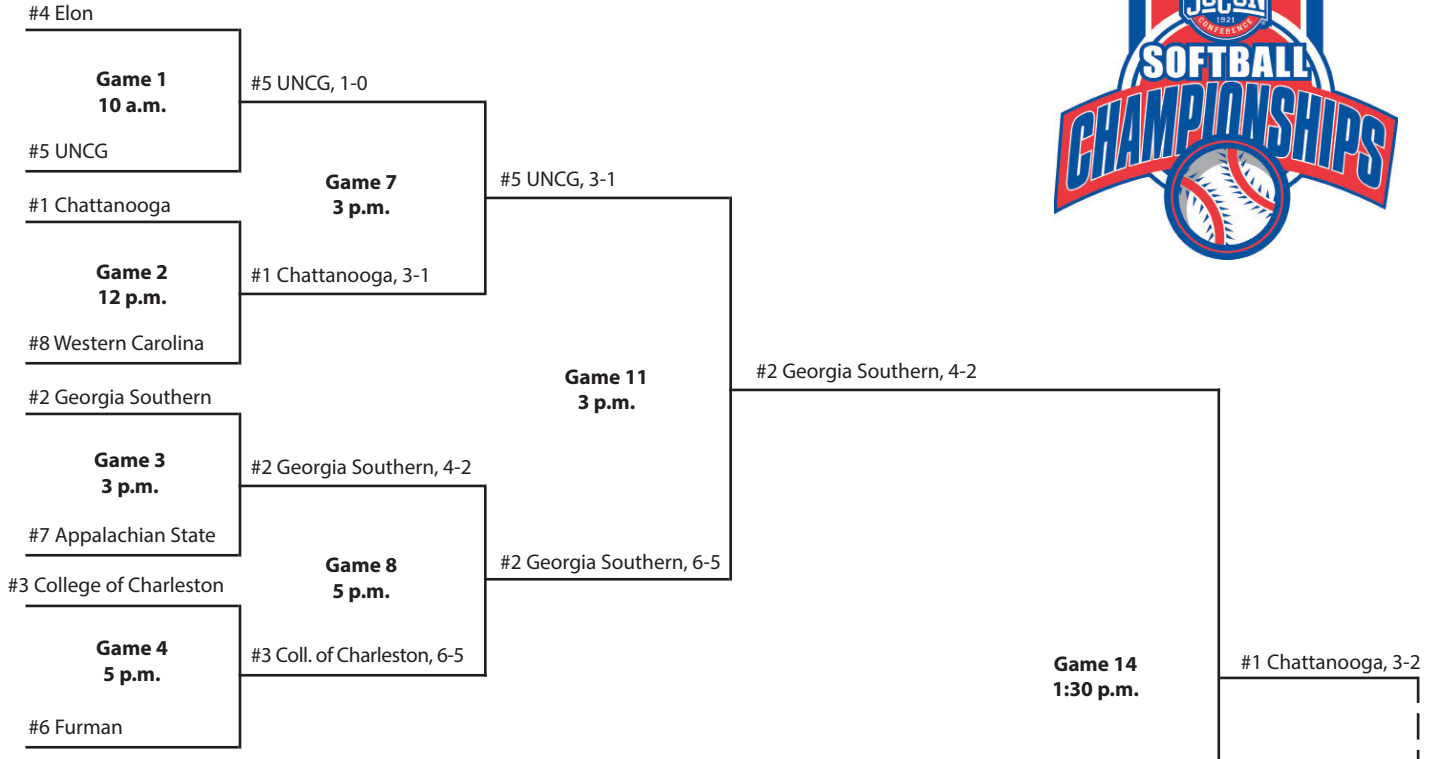 #4 Elon
Game 1
10 a.m.
#5 UNCG, 1-0
#5 UNCG
#1 Chattanooga
Game 7
3 p.m.
#5 UNCG, 3-1
Game 2
12 p.m.
#1 Chattanooga, 3-1
#8 Western Carolina
#2 Georgia Southern
Game 11
3 p.m.
#2 Georgia Southern, 4-2
Game 3
3 p.m.
#2 Georgia Southern, 4-2
#7 Appalachian State
Game 8
5 p.m.
#2 Georgia Southern, 6-5
#3 College of Charleston
Game 4
5 p.m.
#3 Coll. of Charleston, 6-5
#6 Furman
Game 14
1:30 p.m.
#1 Chattanooga, 3-2
SOCON
1921
CONFERENCE
SOFTBALL
CHAMPIONSHIPS